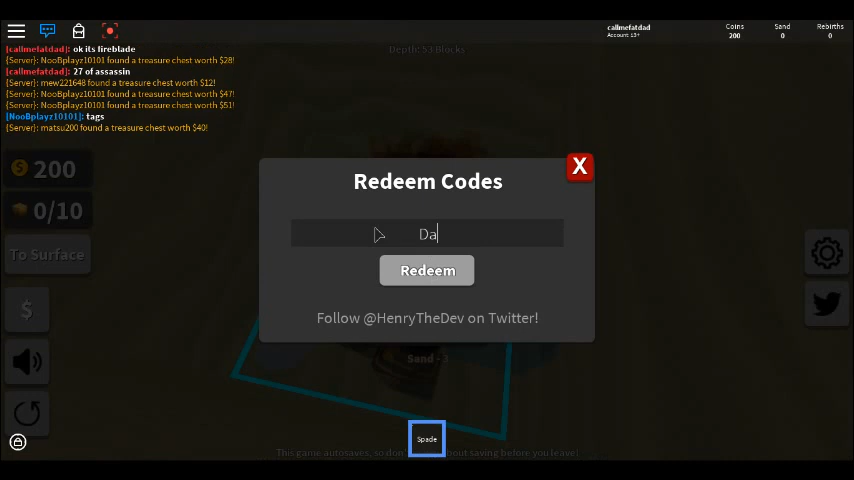 callmefatdad
Account 13+
Coins
200
Sand
0
Rebirths
0
[callmefatdad]: ok its fireblade
{Server}: NooBplayz10101 found a treasure chest worth $28!
[callmefatdad]: 27 of assassin
{Server}: mew221648 found a treasure chest worth $12!
{Server}: NooBplayz10101 found a treasure chest worth $47!
{Server}: NooBplayz10101 found a treasure chest worth $51!
[NooBplayz10101]: tags
{Server}: matsu200 found a treasure chest worth $40!
Depth: 53 Blocks
200
0/10
To Surface
$
X
Redeem Codes
Da
Redeem
Follow @HenryTheDev on Twitter!
Sand - 3
Spade
This game autosaves, so don' bout saving before you leave!